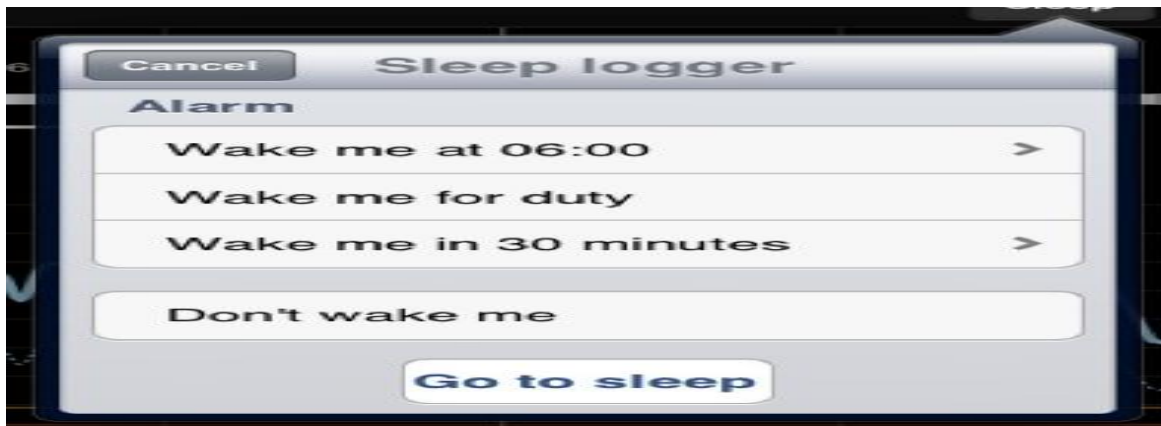 Sleep
Cancel Sleep logger
Alarm
Wake me at 06:00
Wake me for duty
Wake me in 30 minutes
Don't wake me
Go to sleep